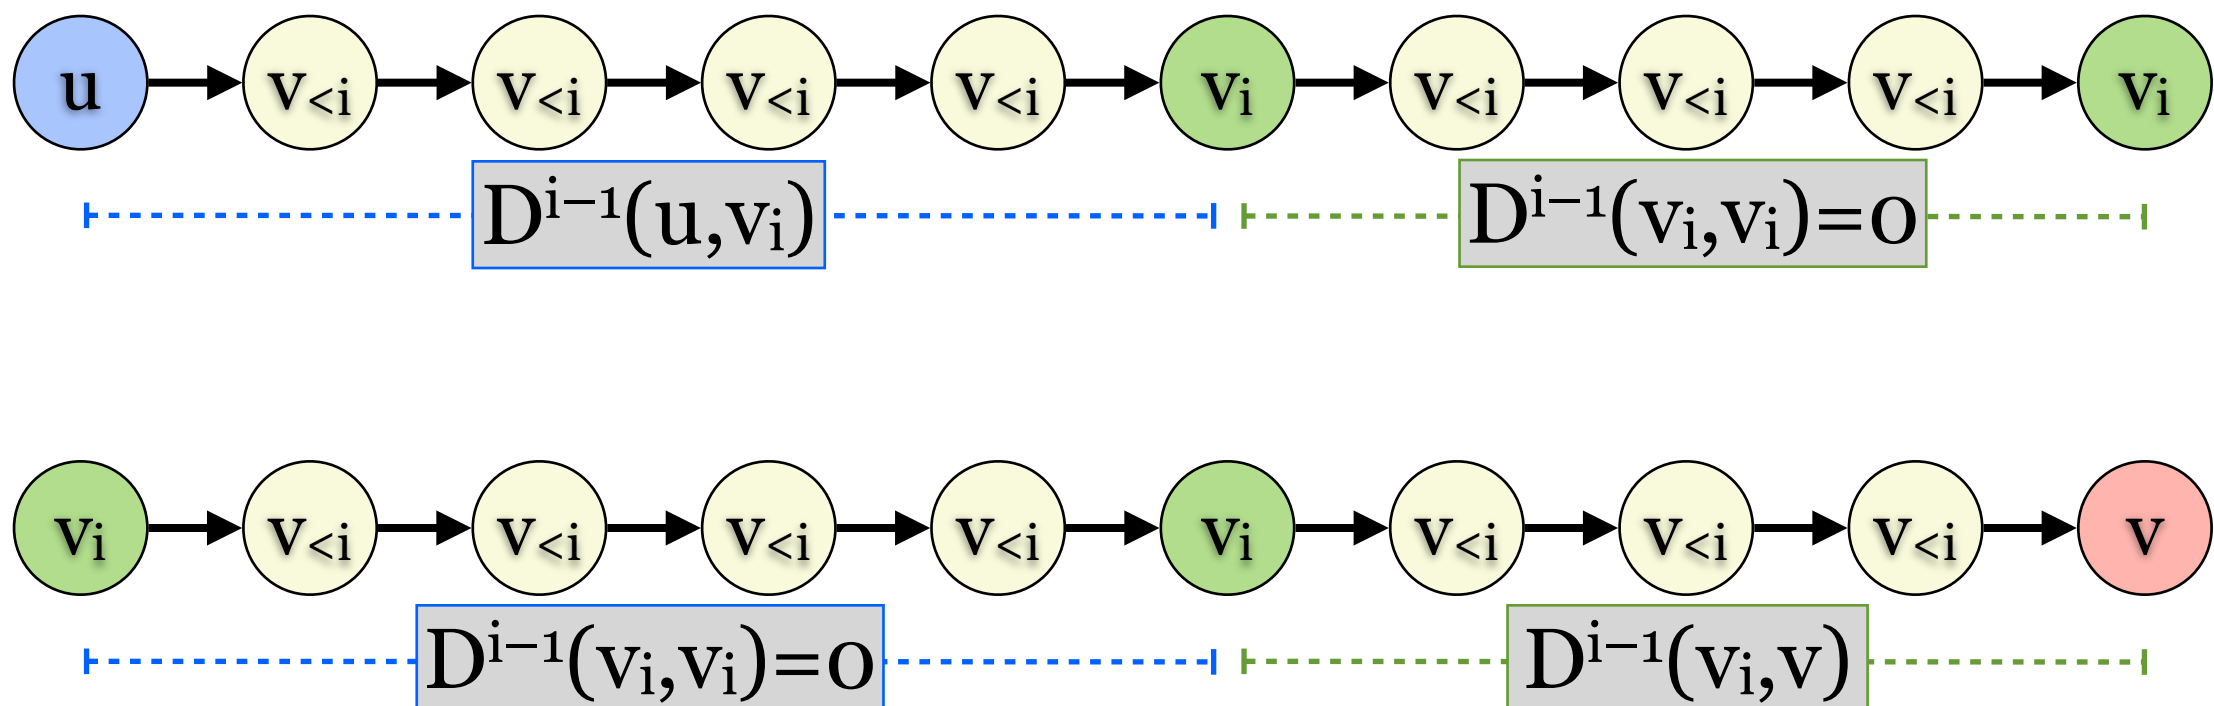 u v<i v<i v<i v<i vi v<i v<i v<i vi
Dⁱ⁻¹(u,vᵢ) Dⁱ⁻¹(vᵢ,vᵢ)=0
vi v<i v<i v<i v<i vi v<i v<i v<i v
Dⁱ⁻¹(vᵢ,vᵢ)=0 Dⁱ⁻¹(vᵢ,v)